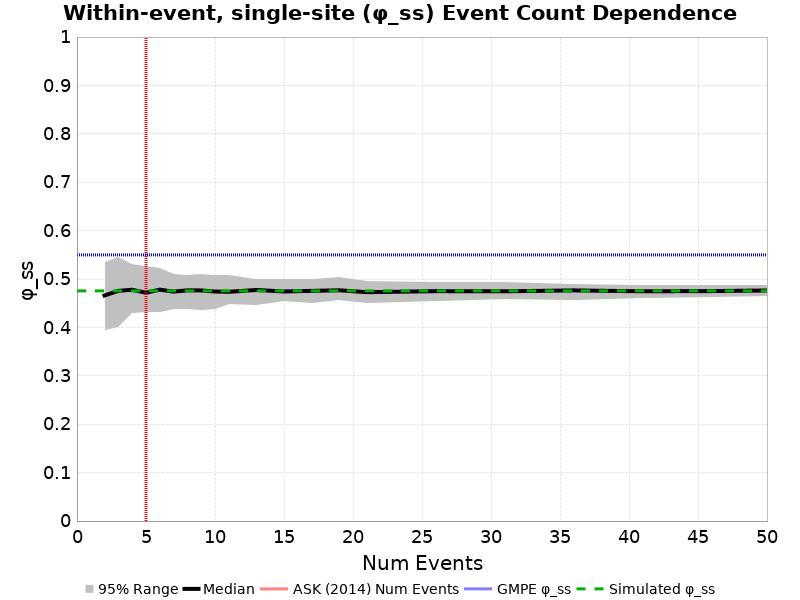 Within-event, single-site (φ_ss) Event Count Dependence
1
0.9
0.8
0.7
0.6
0.5
0.4
0.3
0.2
0.1
0
φ_ss
0 5 10 15 20 25 30 35 40 45 50
Num Events
95% Range Median ASK (2014) Num Events GMPE φ_ss Simulated φ_ss